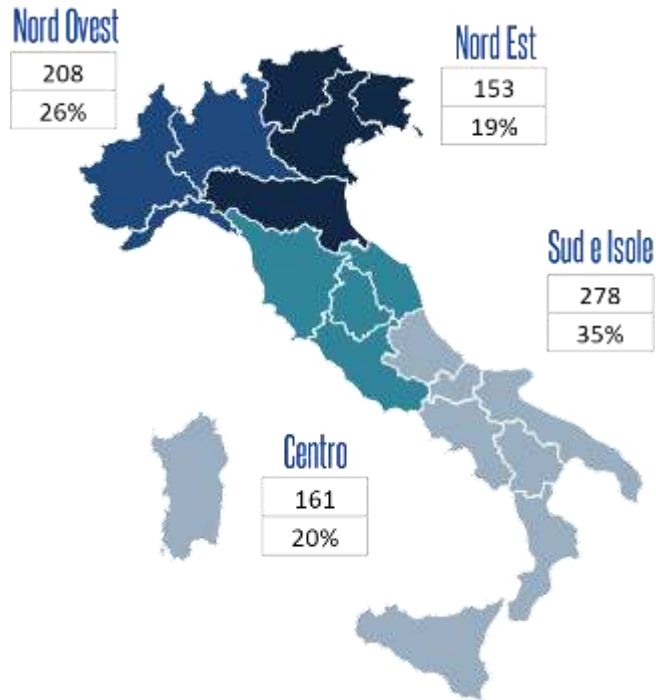 Nord Ovest
208
26%
Nord Est
153
19%
Sud e Isole
278
35%
Centro
161
20%